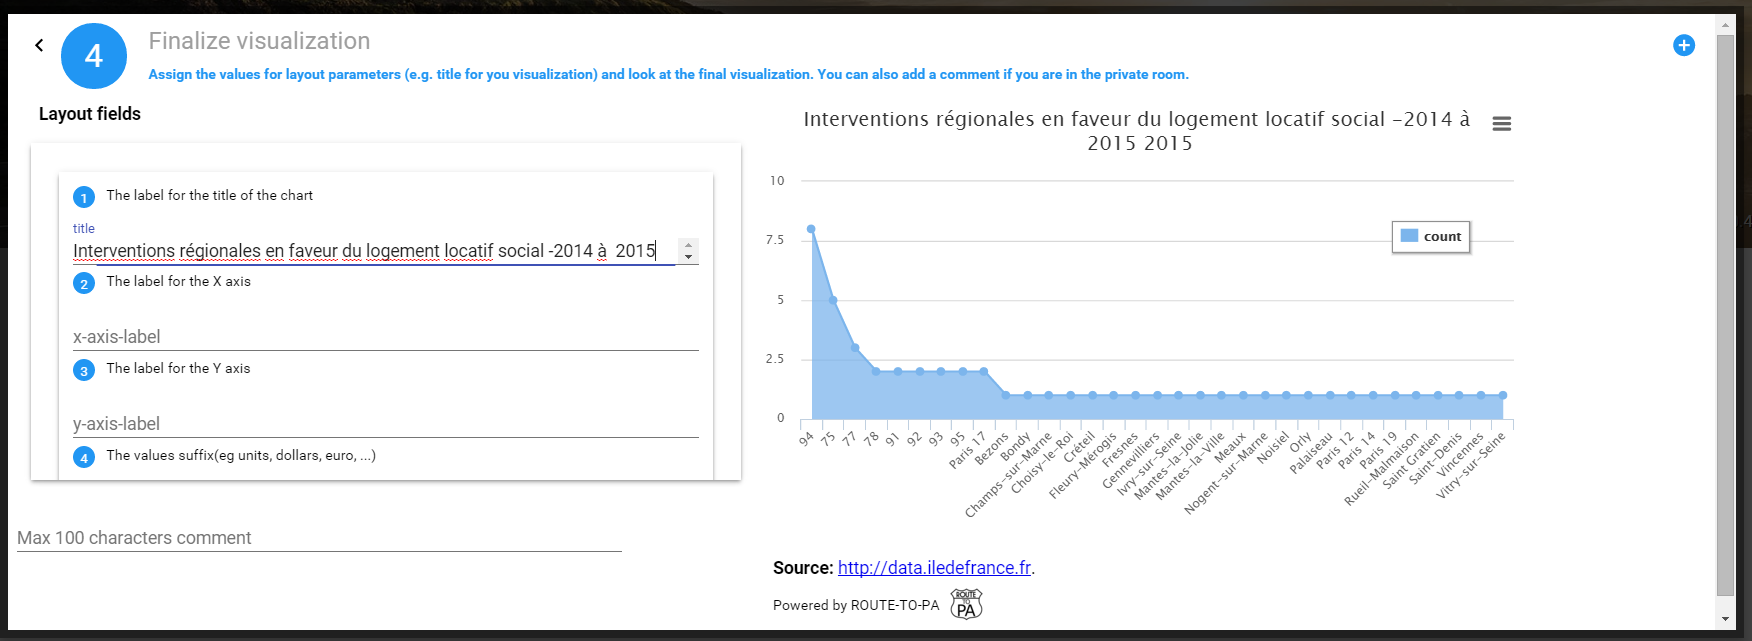 4
Finalize visualization
Assign the values for layout parameters (e.g. title for you visualization) and look at the final visualization. You can also add a comment if you are in the private room.
Layout fields
1 The label for the title of the chart
title
Interventions régionales en faveur du logement locatif social -2014 à  2015
2 The label for the X axis
x-axis-label
3 The label for the Y axis
y-axis-label
4 The values suffix(eg units, dollars, euro, ...)
Max 100 characters comment
Interventions régionales en faveur du logement locatif social -2014 à
2015 2015
10
7.5
5
2.5
0
count
94
75
77
78
91
92
93
95
Paris 17
Bezons
Bondy
Champs-sur-Marne
Choisy-le-Roi
Créteil
Fleury-Mérogis
Fresnes
Gennevilliers
Ivry-sur-Seine
Mantes-la-Jolie
Mantes-la-Ville
Meaux
Nogent-sur-Marne
Noisiel
Orly
Palaiseau
Paris 12
Paris 14
Paris 19
Rueil-Malmaison
Saint Gratien
Saint-Denis
Vincennes
Vitry-sur-Seine
Source: http://data.iledefrance.fr.
Powered by ROUTE-TO-PA
ROUTE
TO
PA